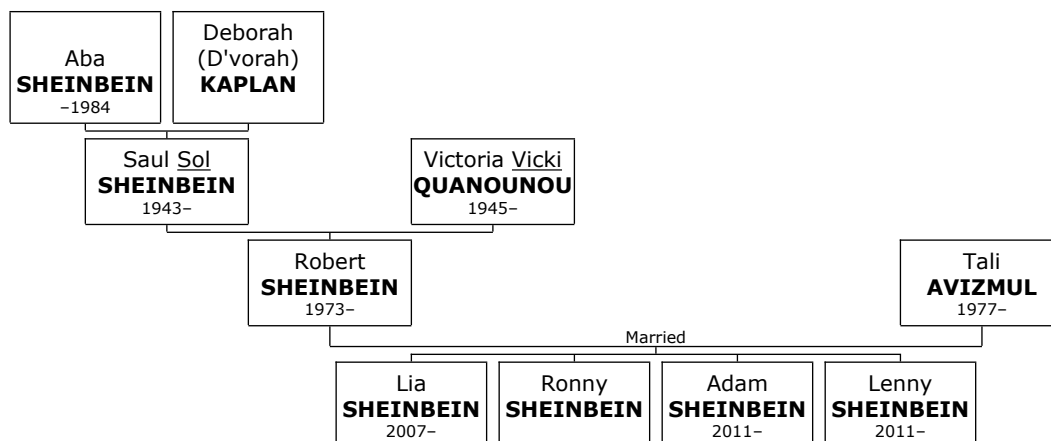 Aba
SHEINBEIN
–1984
Deborah
(D'vorah)
KAPLAN
Saul Sol
SHEINBEIN
1943–
Victoria Vicki
QUANOUNOU
1945–
Robert
SHEINBEIN
1973–
Tali
AVIZMUL
1977–
Married
Lia
SHEINBEIN
2007–
Ronny
SHEINBEIN
Adam
SHEINBEIN
2011–
Lenny
SHEINBEIN
2011–